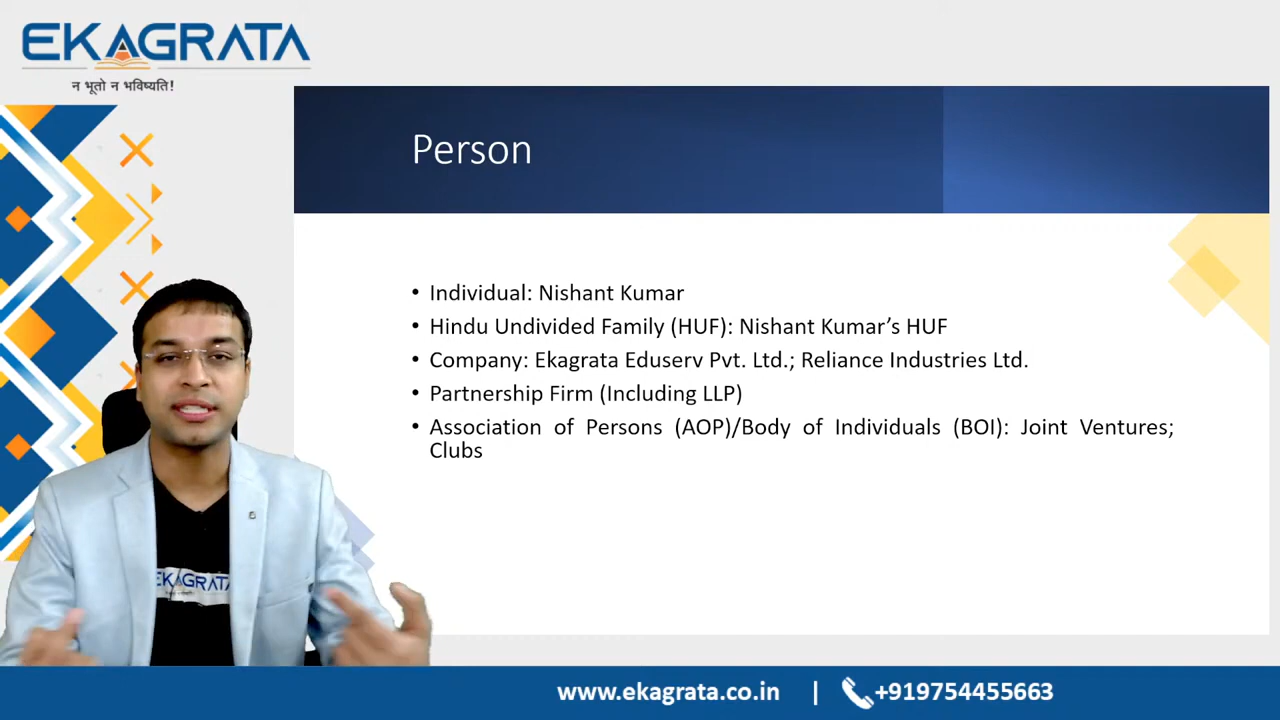 EKAGRATA
न भूतो न भविष्यति!
Person
• Individual: Nishant Kumar
• Hindu Undivided Family (HUF): Nishant Kumar’s HUF
• Company: Ekagrata Eduserv Pvt. Ltd.; Reliance Industries Ltd.
• Partnership Firm (Including LLP)
• Association of Persons (AOP)/Body of Individuals (BOI): Joint Ventures;
Clubs
EKAGRATA
www.ekagrata.co.in | +919754455663